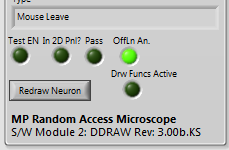 Type
Mouse Leave
Test EN In 2D Pnl? Pass OffLn An.
Drw Funcs Active
Redraw Neuron
MP Random Access Microscope
S/W Module 2: DDRAW Rev: 3.00b.KS